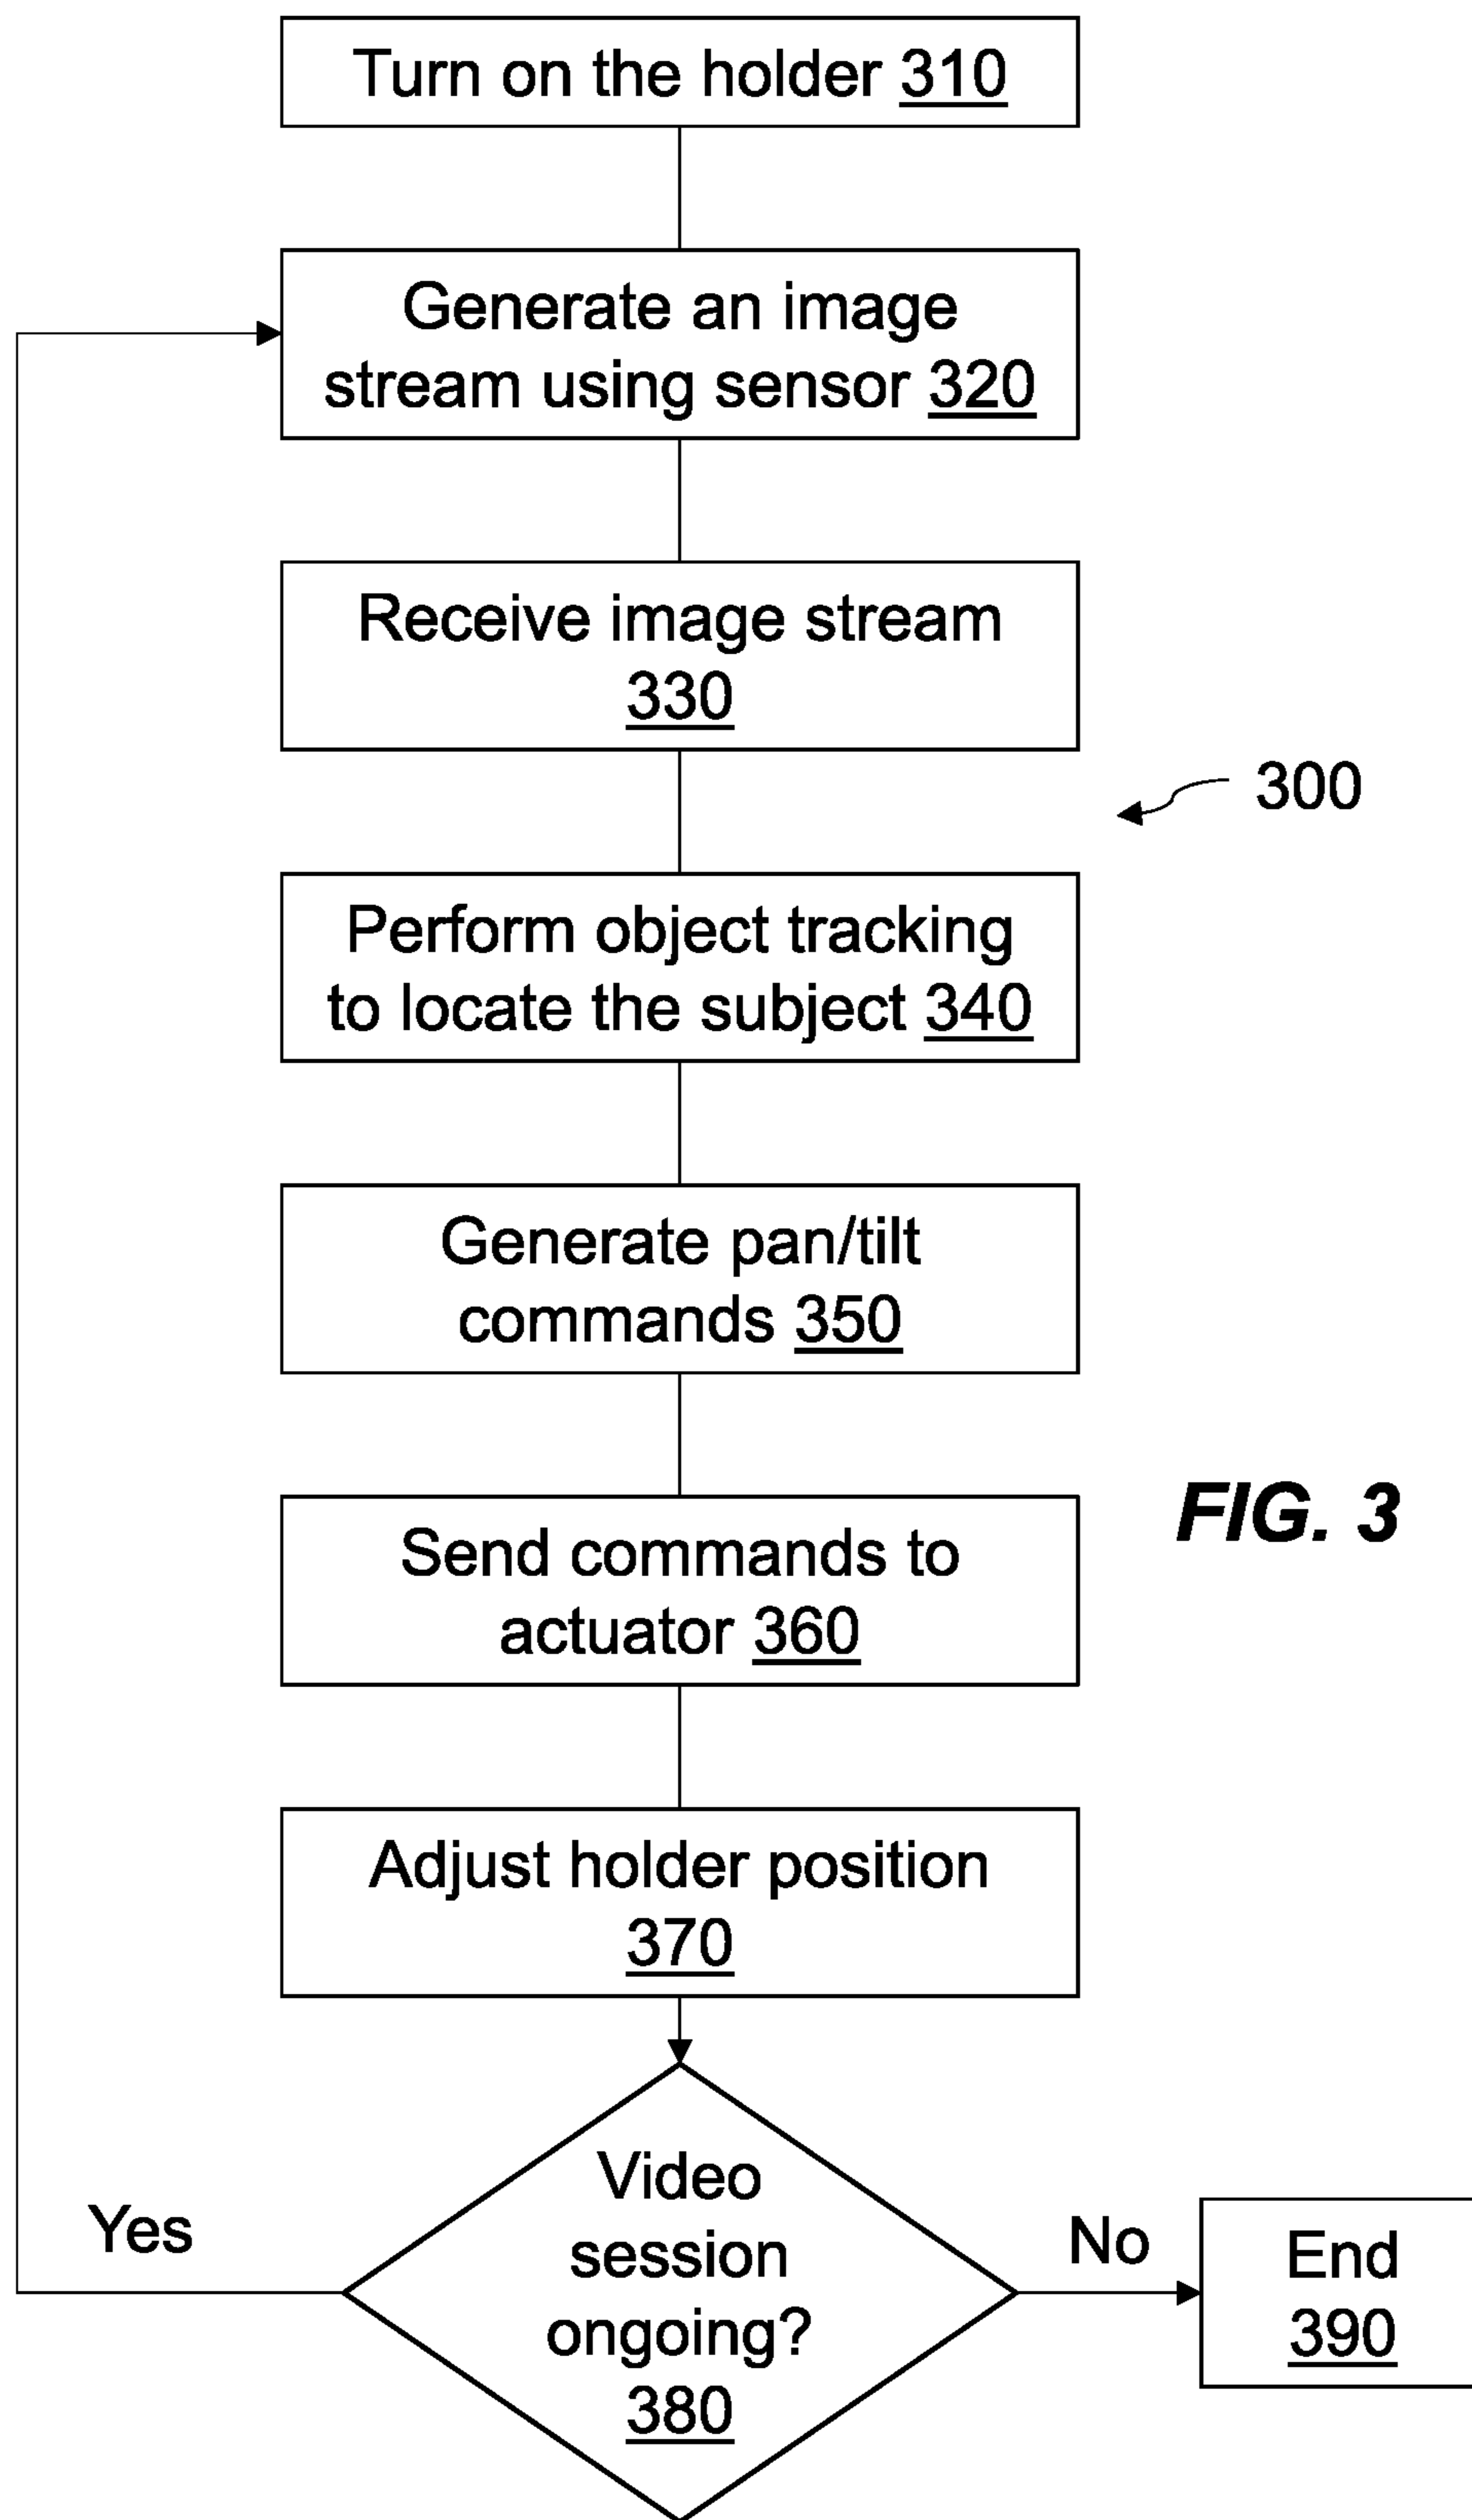 Turn on the holder 310
Generate an image
stream using sensor 320
Receive image stream
330
300
Perform object tracking
to locate the subject 340
Generate pan/tilt
commands 350
Send commands to
actuator 360
FIG. 3
Adjust holder position
370
Video
session
ongoing?
380
Yes
No
End
390